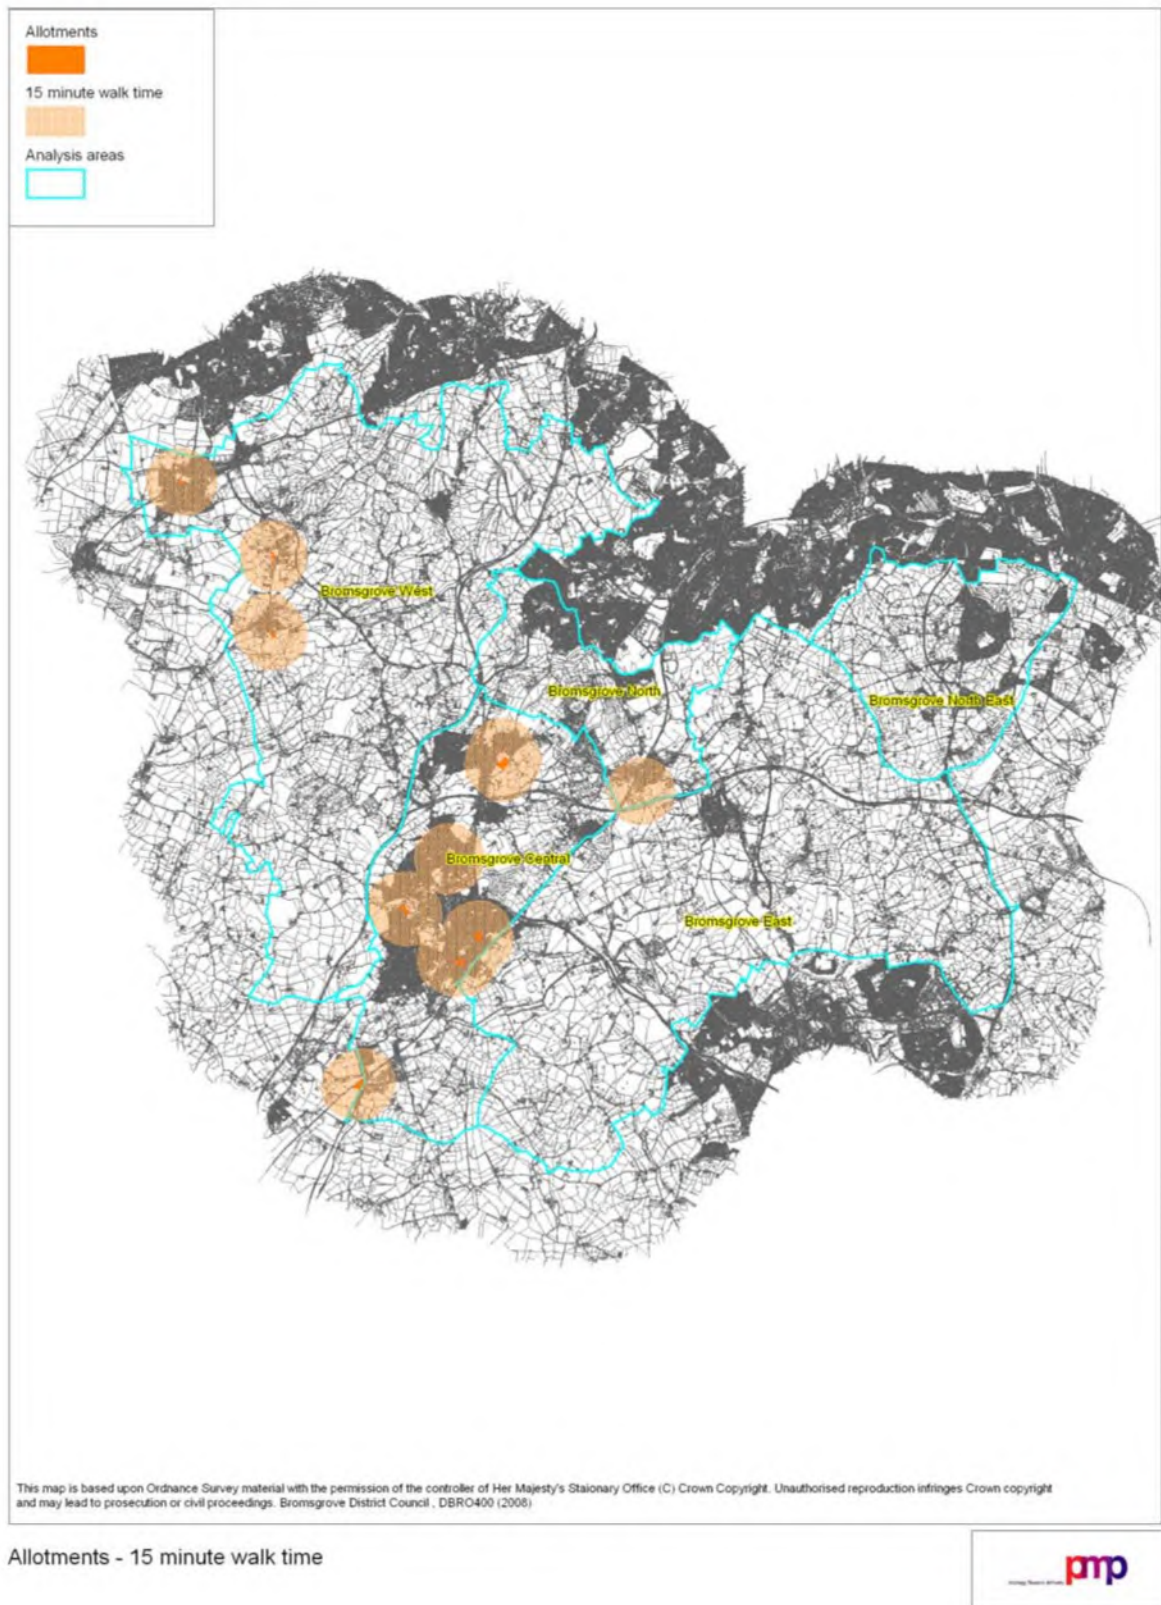 Allotments
15 minute walk time
Analysis areas
Bromsgrove West
Bromsgrove North
Bromsgrove North East
Bromsgrove Central
Bromsgrove East
This map is based upon Ordnance Survey material with the permission of the controller of Her Majesty's Staionary Office (C) Crown Copyright. Unauthorised reproduction infringes Crown copyright
and may lead to prosecution or civil proceedings. Bromsgrove District Council , DBRO400 (2008)
Allotments - 15 minute walk time
pmp